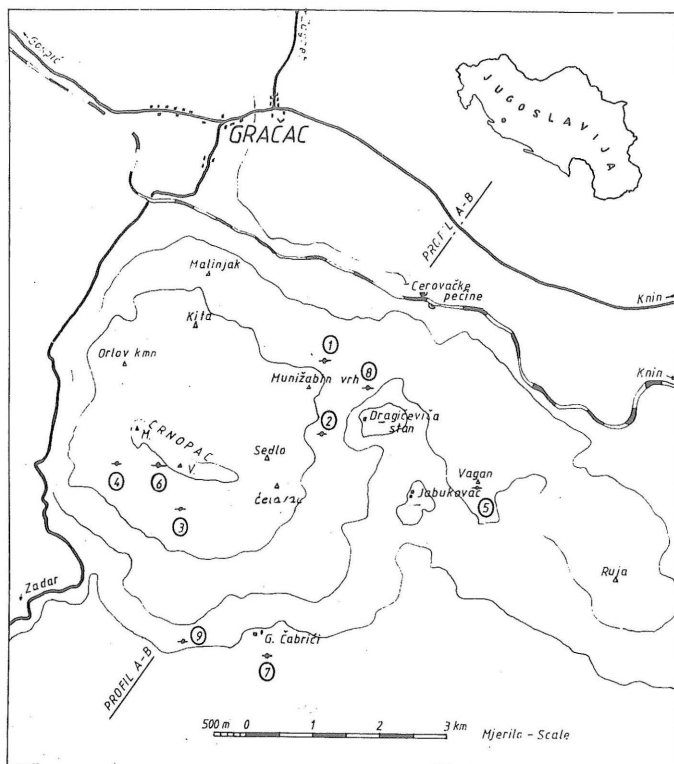 Gospić
GRAČAC
JUGOSLAVIJA
PROFIL A-B
Malinjak
Cerovačke
pećine
Knin
Kita
1
Orlov kmn
Munižabin vrh
8
Knin
2
Dragičevića
stan
CRNOPAC
M.
Sedlo
Vagan
4
6
V.
Jabukovac
5
3
Ruja
Zadar
9
G. Čabrići
7
PROFIL A-B
500 m 0 1 2 3 km
Mjerilo - Scale